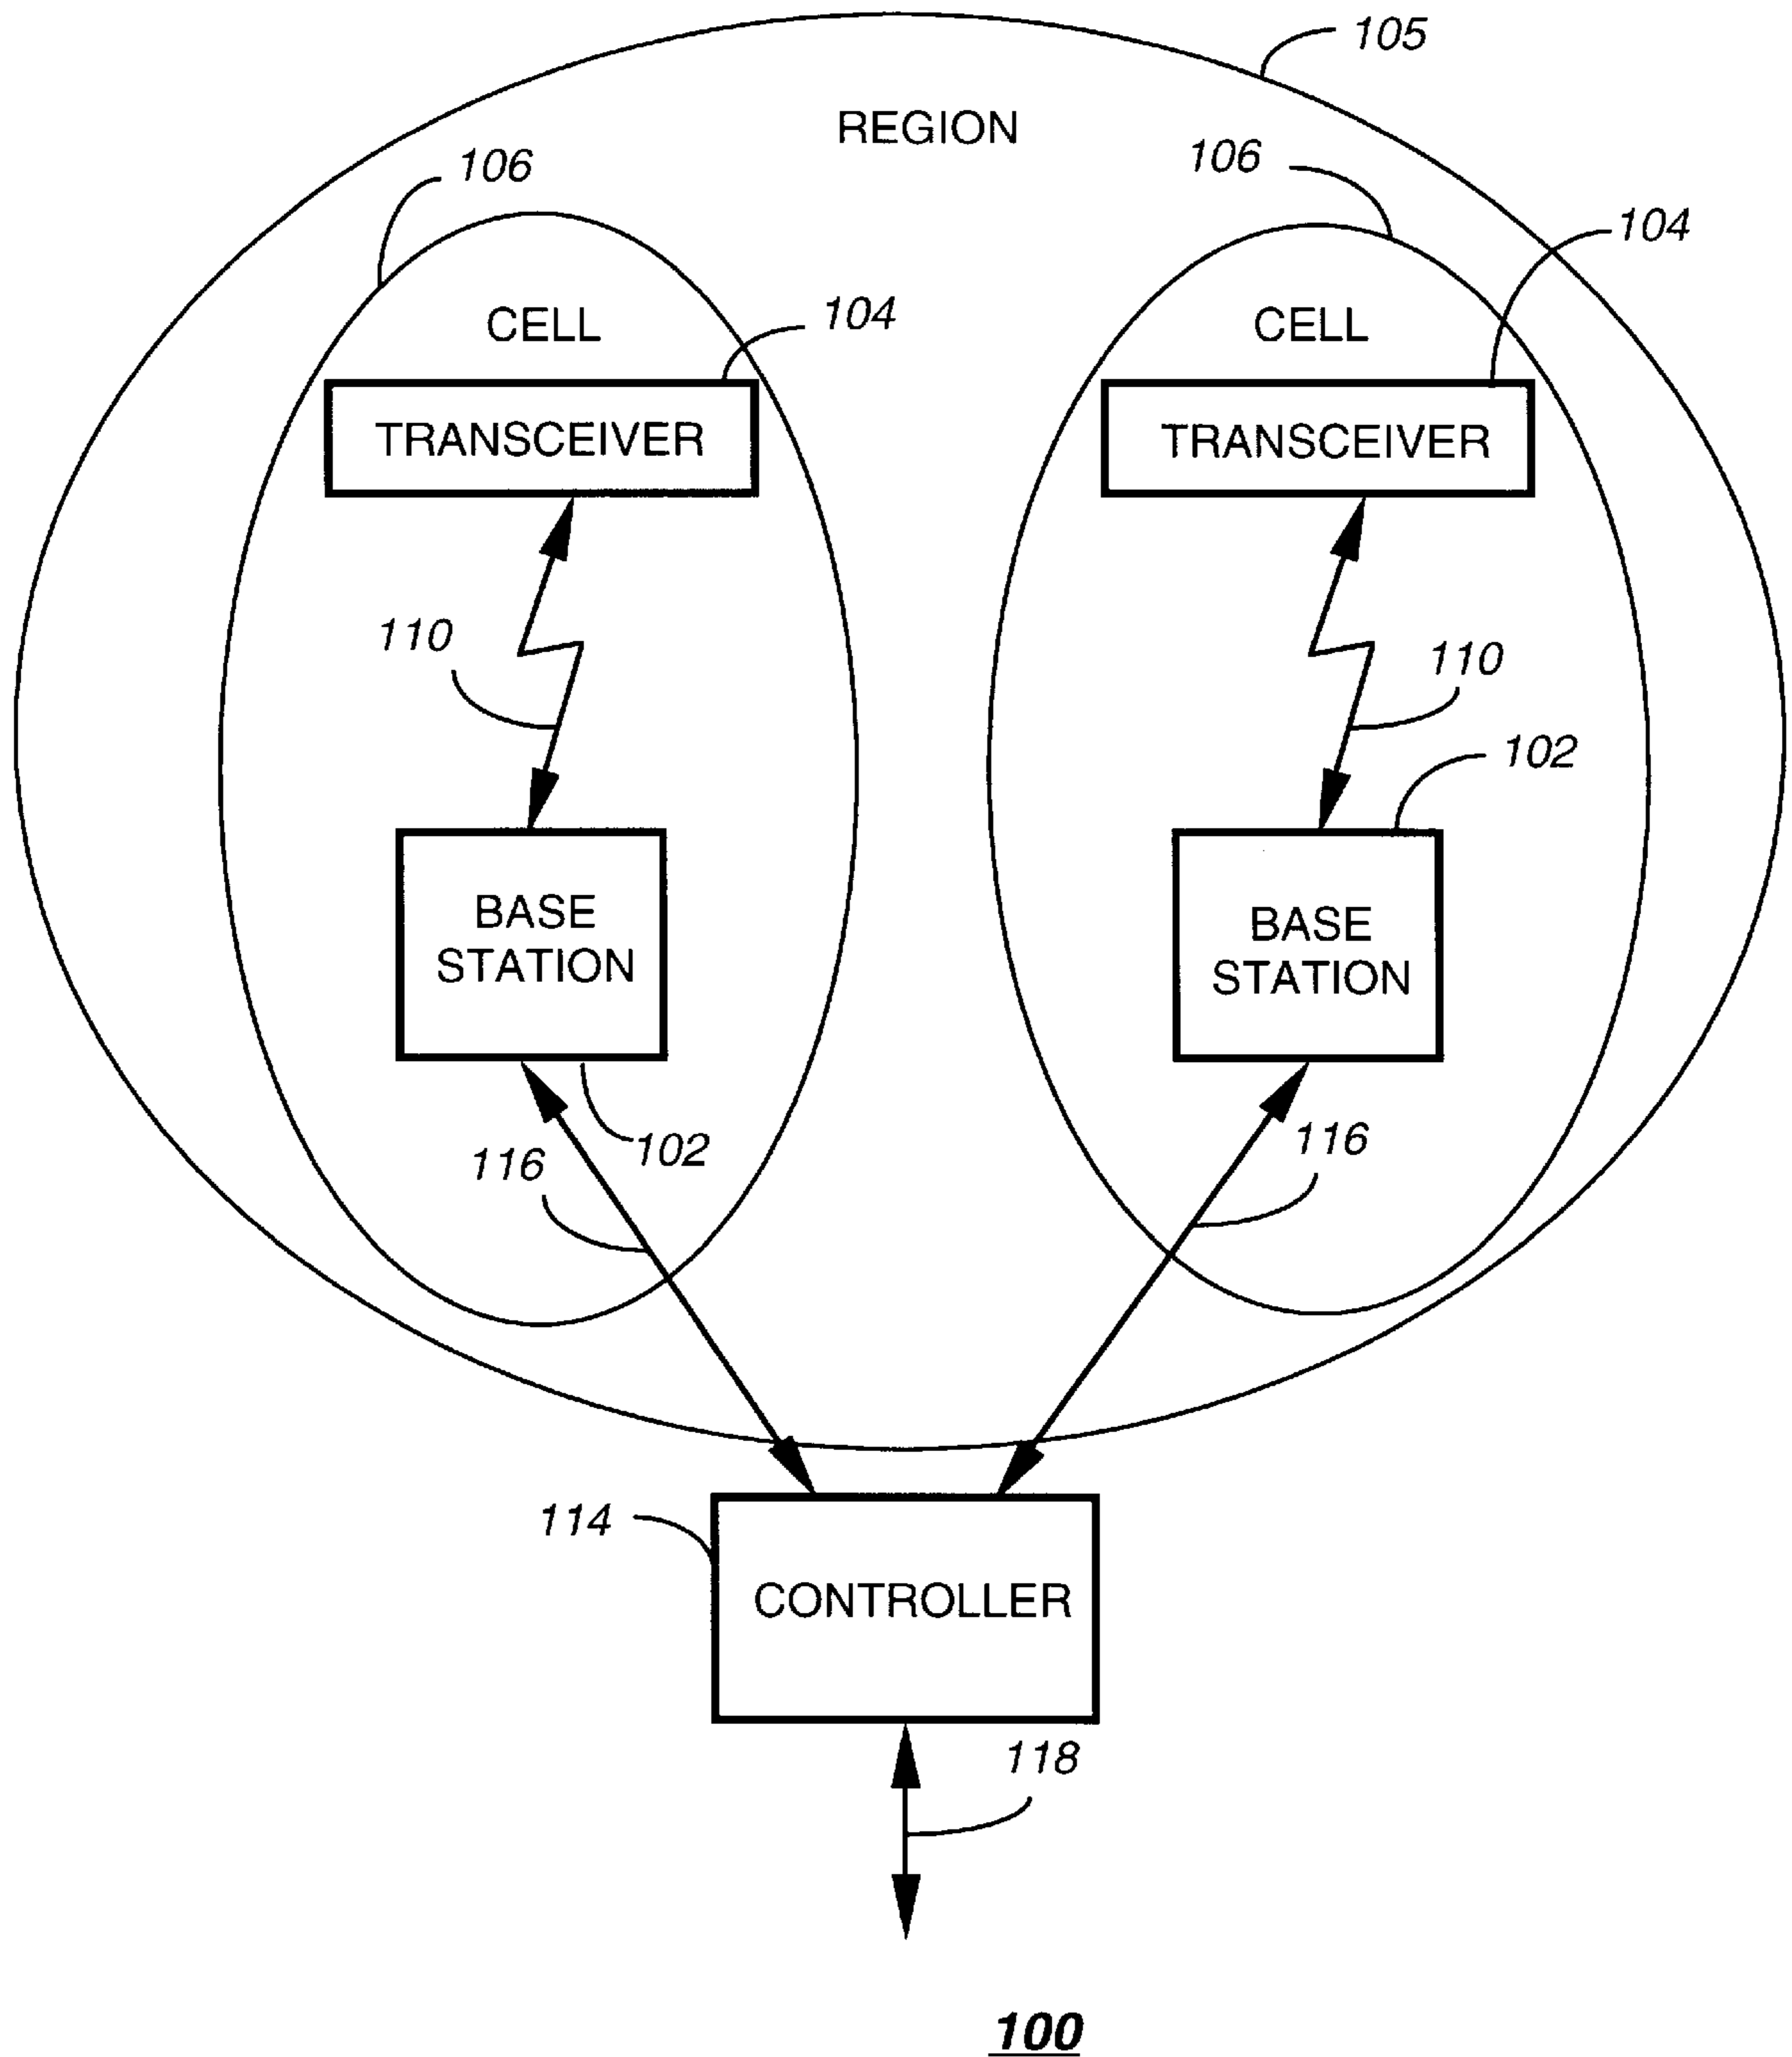 105
REGION
106
106
104
CELL
104
CELL
TRANSCEIVER
TRANSCEIVER
110
110
102
BASE
STATION
BASE
STATION
116
102
116
114
CONTROLLER
118
100